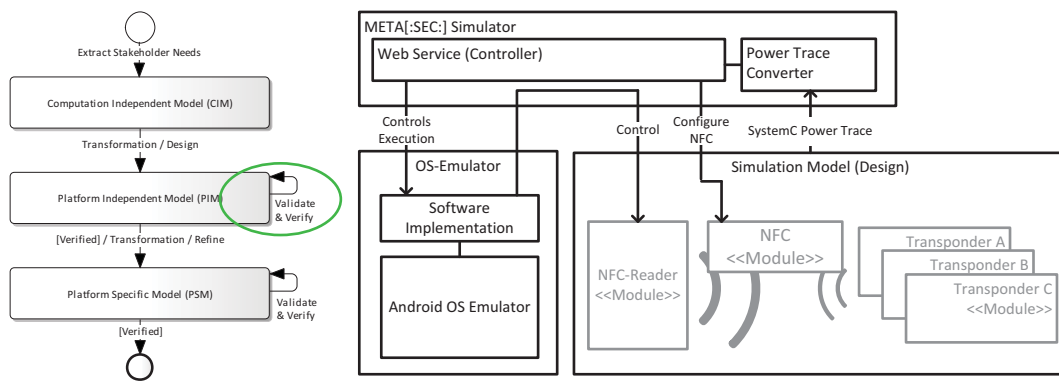 Extract Stakeholder Needs
Computation Independent Model (CIM)
Transformation / Design
Platform Independent Model (PIM)
Validate
& Verify
[Verified] / Transformation / Refine
Platform Specific Model (PSM)
Validate
& Verify
[Verified]
META[:SEC:] Simulator
Web Service (Controller)
Power Trace
Converter
Controls
Execution
Control
Configure
NFC
SystemC Power Trace
OS-Emulator
Software
Implementation
Android OS Emulator
Simulation Model (Design)
NFC-Reader
<<Module>>
NFC
<<Module>>
Transponder A
Transponder B
Transponder C
<<Module>>